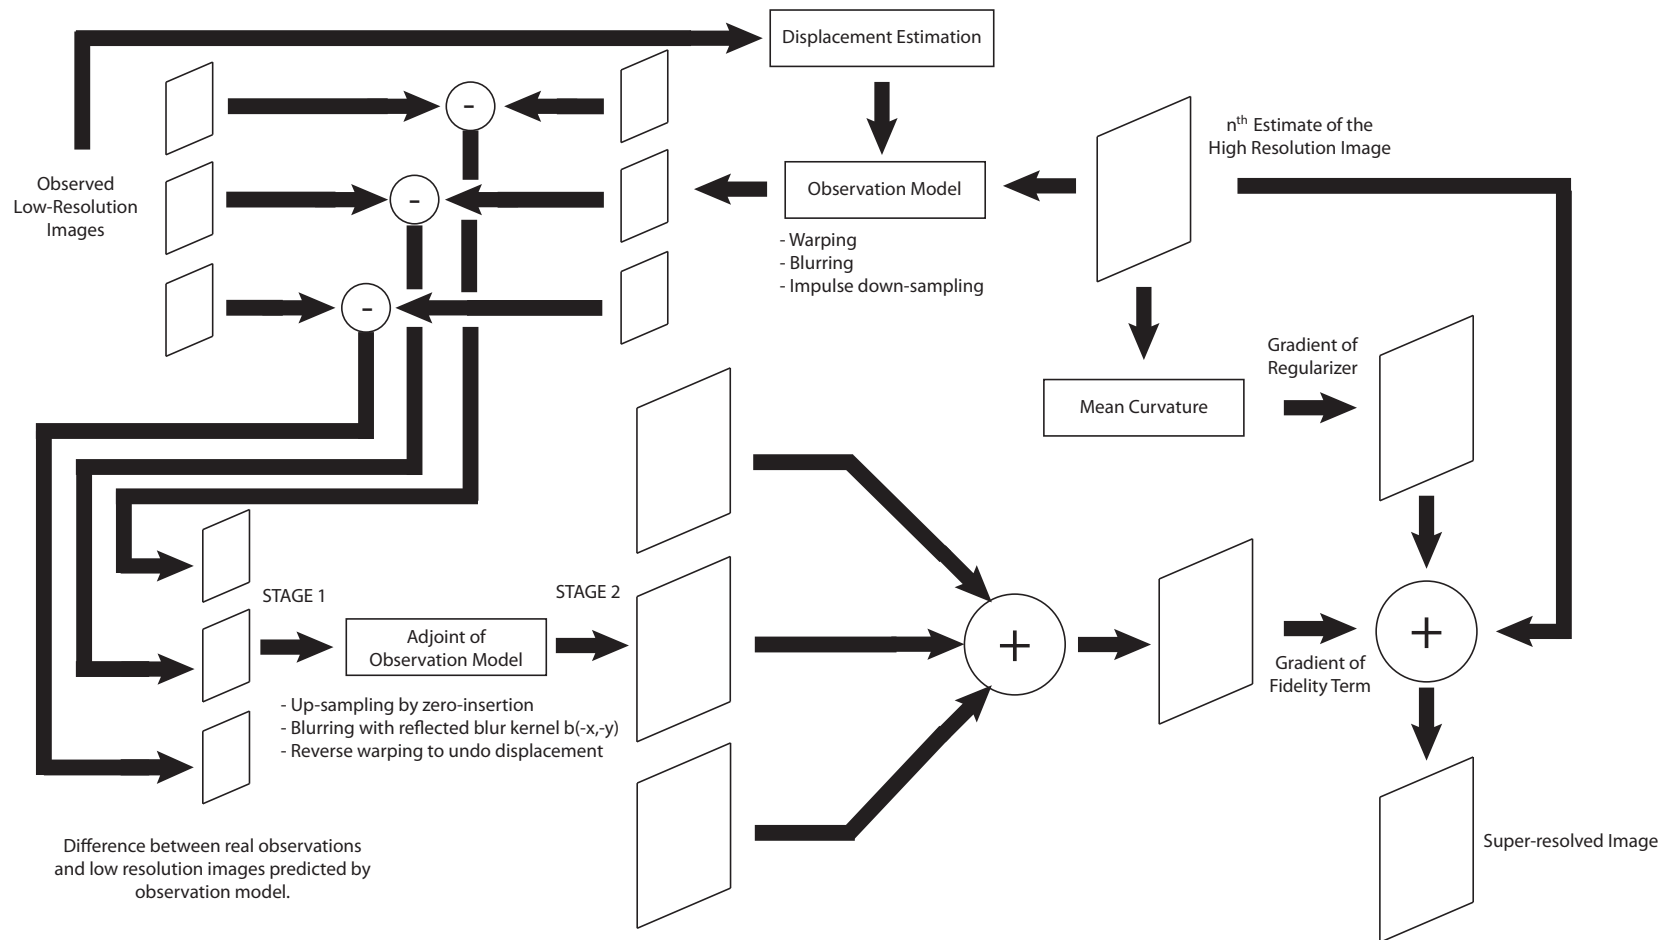 Displacement Estimation
-
nth Estimate of the
High Resolution Image
Observed
Low-Resolution
Images
-
Observation Model
- Warping
- Blurring
- Impulse down-sampling
-
Gradient of
Regularizer
Mean Curvature
STAGE 1
STAGE 2
Adjoint of
Observation Model
+
+
Gradient of
Fidelity Term
- Up-sampling by zero-insertion
- Blurring with reflected blur kernel b(-x,-y)
- Reverse warping to undo displacement
Difference between real observations
and low resolution images predicted by
observation model.
Super-resolved Image